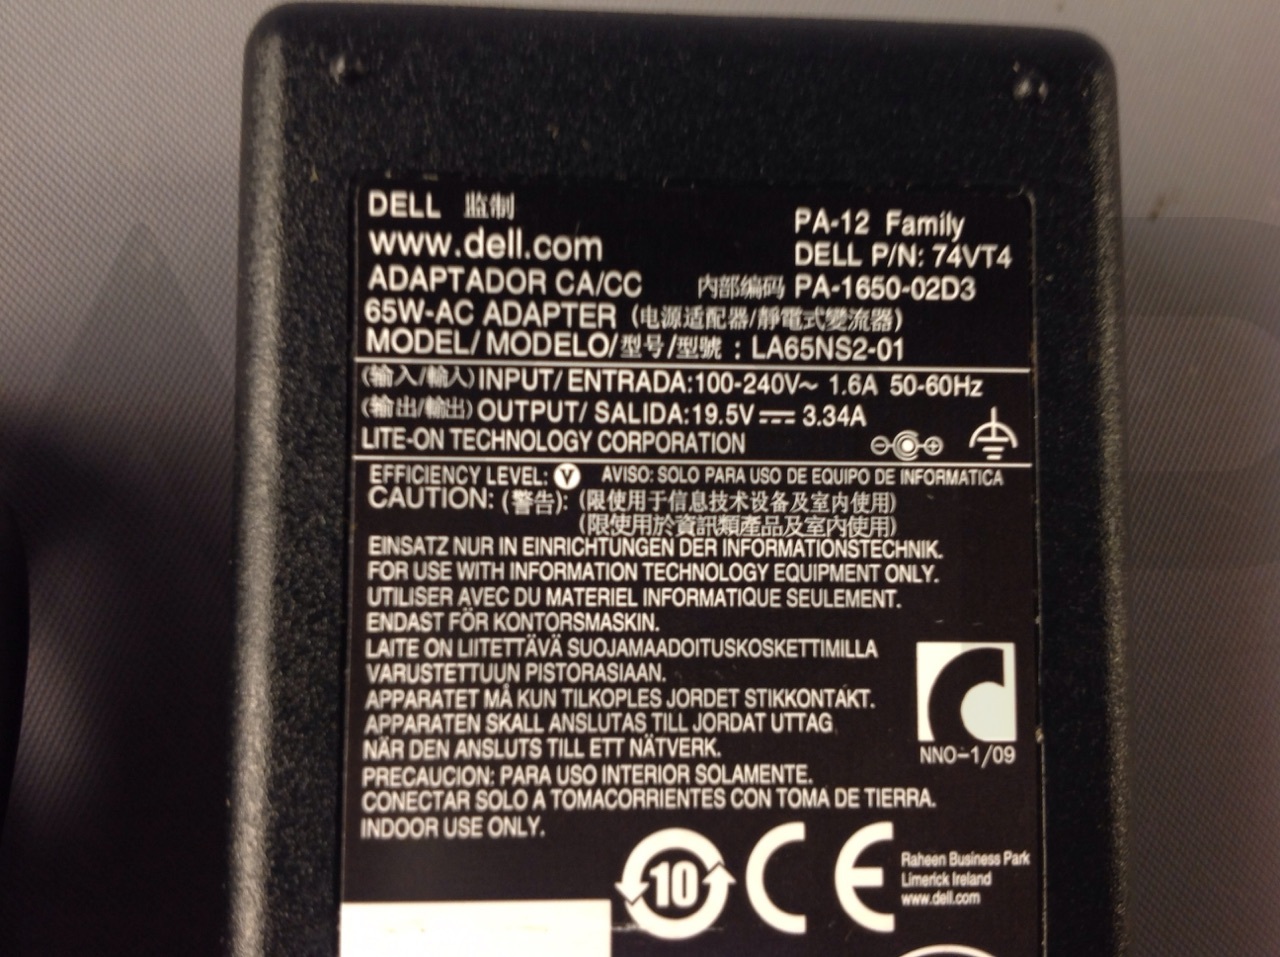 DELL 监制
www.dell.com
PA-12 Family
DELL P/N: 74VT4
ADAPTADOR CA/CC 内部编码 PA-1650-02D3
65W-AC ADAPTER (电源适配器/靜電式變流器)
MODEL/ MODELO/型号/型號 : LA65NS2-01
(输入/輸入) INPUT/ ENTRADA:100-240V~ 1.6A 50-60Hz
(输出/輸出) OUTPUT/ SALIDA:19.5V⎓ 3.34A
LITE-ON TECHNOLOGY CORPORATION
EFFICIENCY LEVEL: V AVISO: SOLO PARA USO DE EQUIPO DE INFORMATICA
CAUTION: (警告): (限使用于信息技术设备及室内使用)
(限使用於資訊類產品及室內使用)
EINSATZ NUR IN EINRICHTUNGEN DER INFORMATIONSTECHNIK.
FOR USE WITH INFORMATION TECHNOLOGY EQUIPMENT ONLY.
UTILISER AVEC DU MATERIEL INFORMATIQUE SEULEMENT.
ENDAST FÖR KONTORSMASKIN.
LAITE ON LIITETTÄVÄ SUOJAMAADOITUSKOSKETTIMILLA
VARUSTETTUUN PISTORASIAAN.
APPARATET MÅ KUN TILKOPLES JORDET STIKKONTAKT.
APPARATEN SKALL ANSLUTAS TILL JORDAT UTTAG
NÄR DEN ANSLUTS TILL ETT NÄTVERK.
NNO-1/09
PRECAUCION: PARA USO INTERIOR SOLAMENTE.
CONECTAR SOLO A TOMACORRIENTES CON TOMA DE TIERRA.
INDOOR USE ONLY.
10 CE
Raheen Business Park
Limerick Ireland
www.dell.com